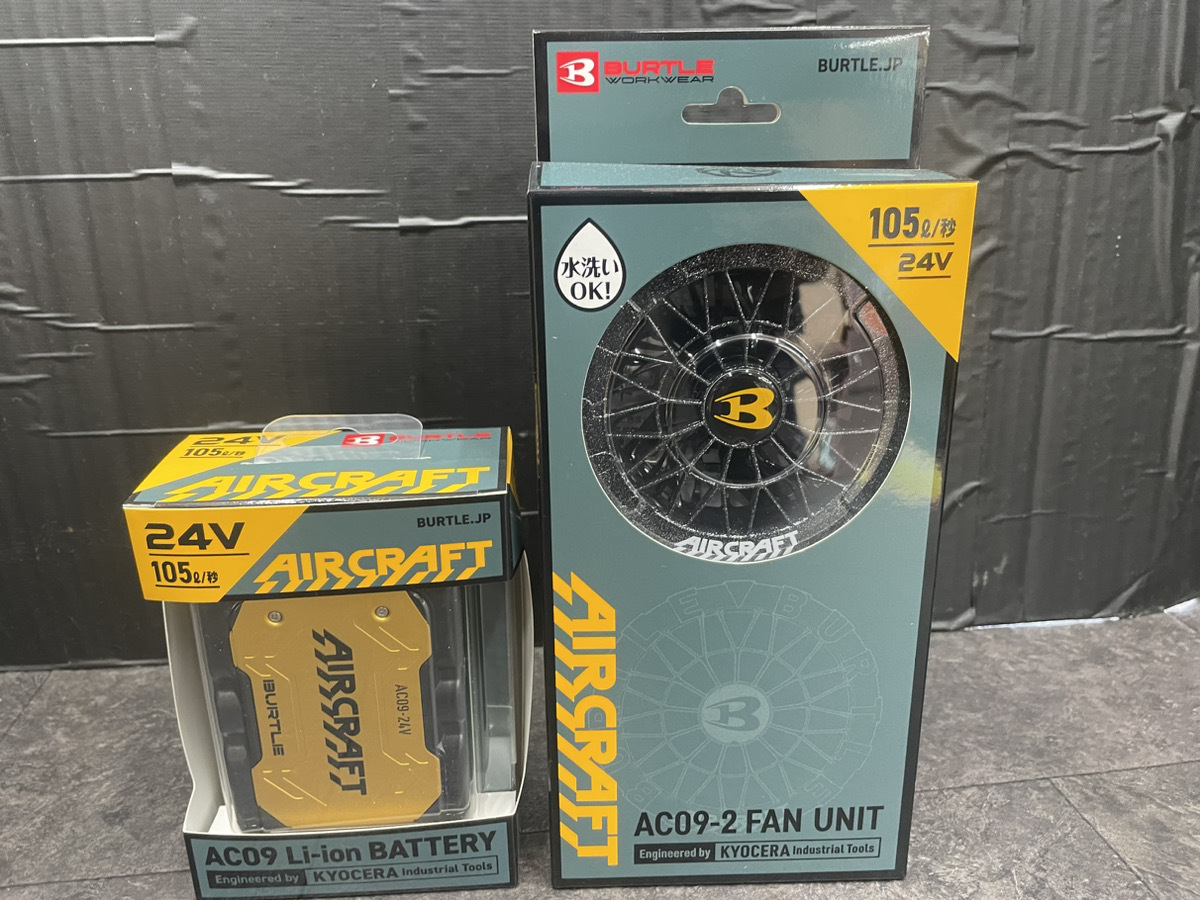 BURTLE
WORKWEAR
BURTLE.JP
水洗い
OK!
105ℓ/秒
24V
B
AIRCRAFT
AIRCRAFT
AC09-2 FAN UNIT
Engineered by KYOCERA Industrial Tools
24V
105ℓ/秒
BURTLE
AIRCRAFT
24V
105ℓ/秒
BURTLE.JP
AIRCRAFT
AIRCRAFT
BURTLE
AC09-24V
AC09 Li-ion BATTERY
Engineered by KYOCERA Industrial Tools